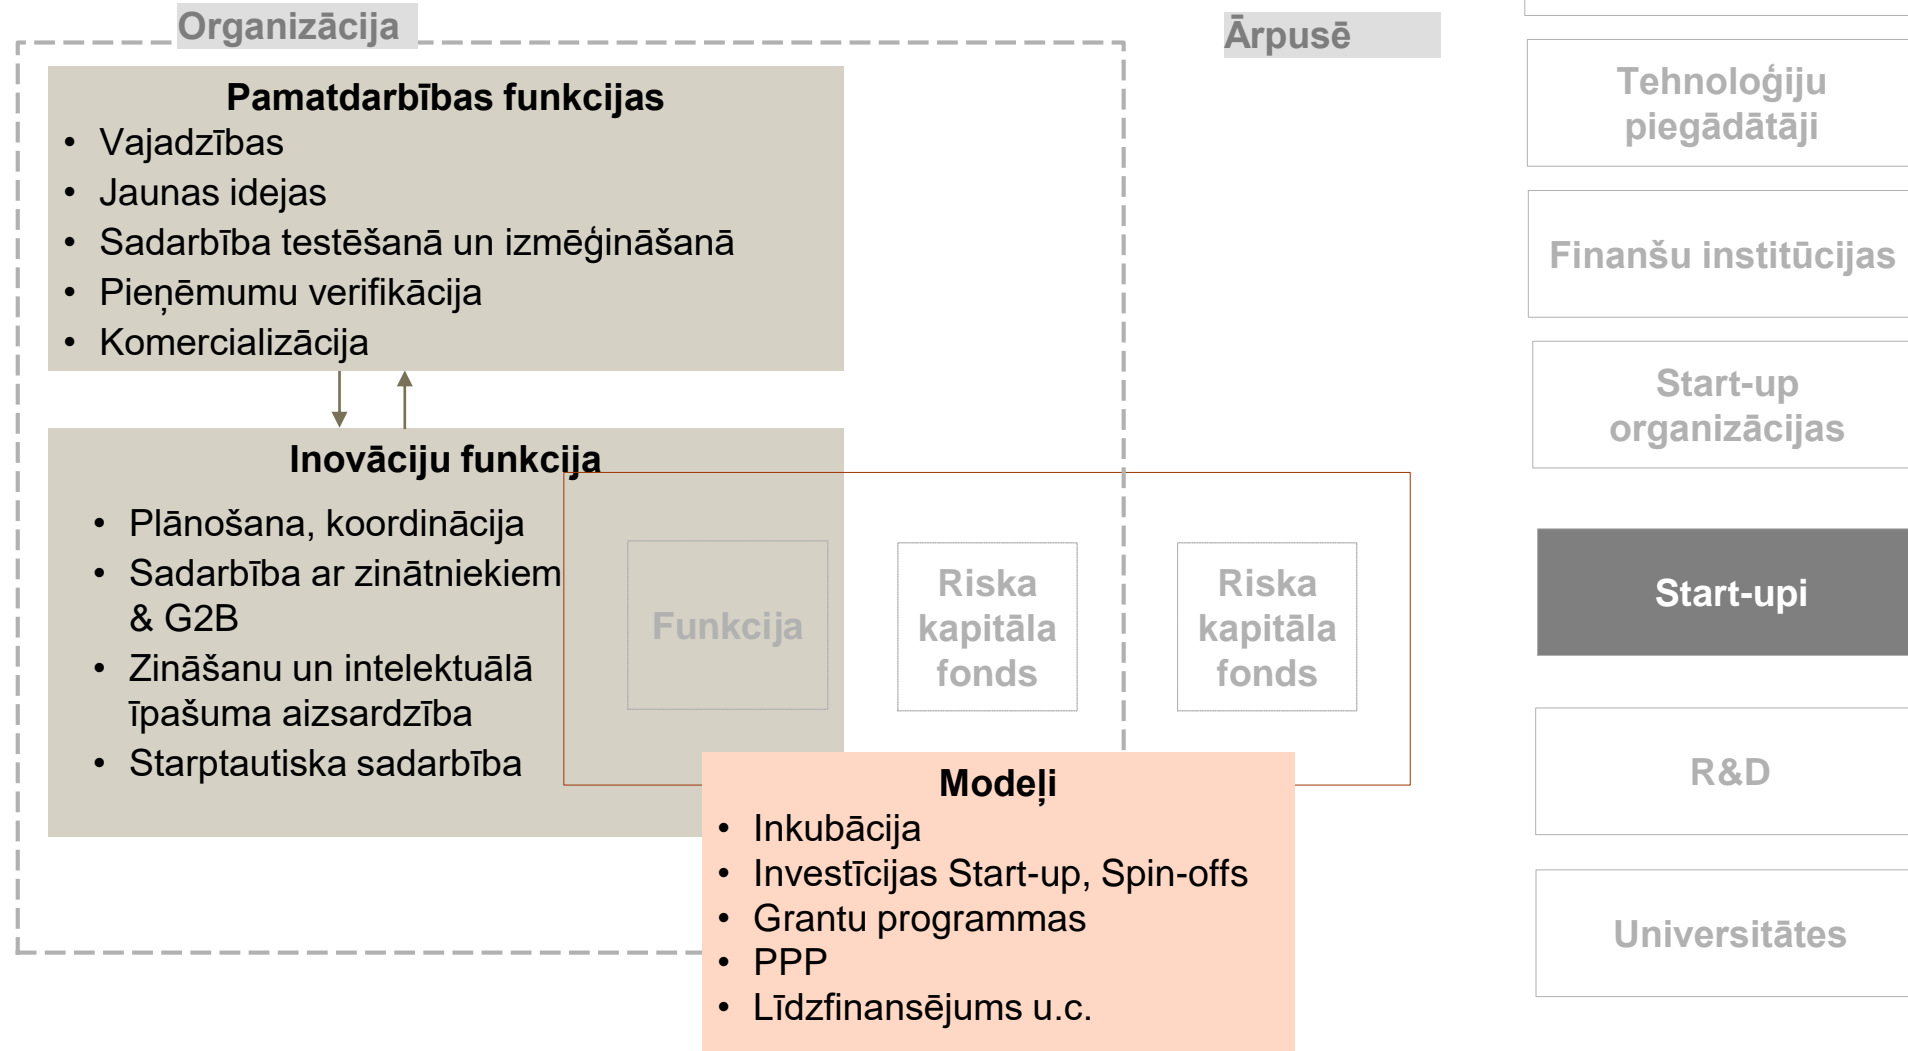 Organizācija
Ārpusē
Pamatdarbības funkcijas
• Vajadzības
• Jaunas idejas
• Sadarbība testēšanā un izmēģināšanā
• Pieņēmumu verifikācija
• Komercializācija
Inovāciju funkcija
• Plānošana, koordinācija
• Sadarbība ar zinātniekiem
& G2B
• Zināšanu un intelektuālā
īpašuma aizsardzība
• Starptautiska sadarbība
Funkcija
Riska
kapitāla
fonds
Riska
kapitāla
fonds
Modeļi
• Inkubācija
• Investīcijas Start-up, Spin-offs
• Grantu programmas
• PPP
• Līdzfinansējums u.c.
Tehnoloģiju
piegādātāji
Finanšu institūcijas
Start-up
organizācijas
Start-upi
R&D
Universitātes